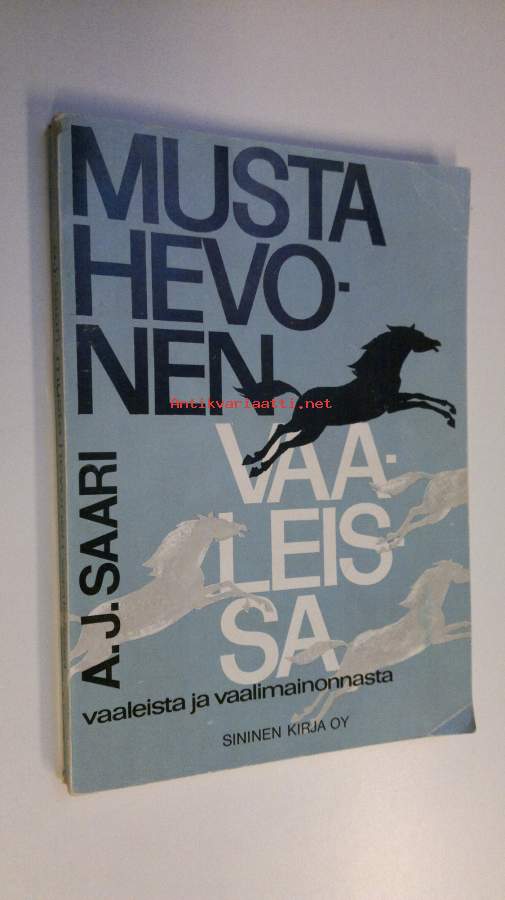 MUSTA
HEVO-
NEN
VAA-
LEIS-
SA
A.J. SAARI
vaaleista ja vaalimainonnasta
SININEN KIRJA OY
Antikvariaatti.net